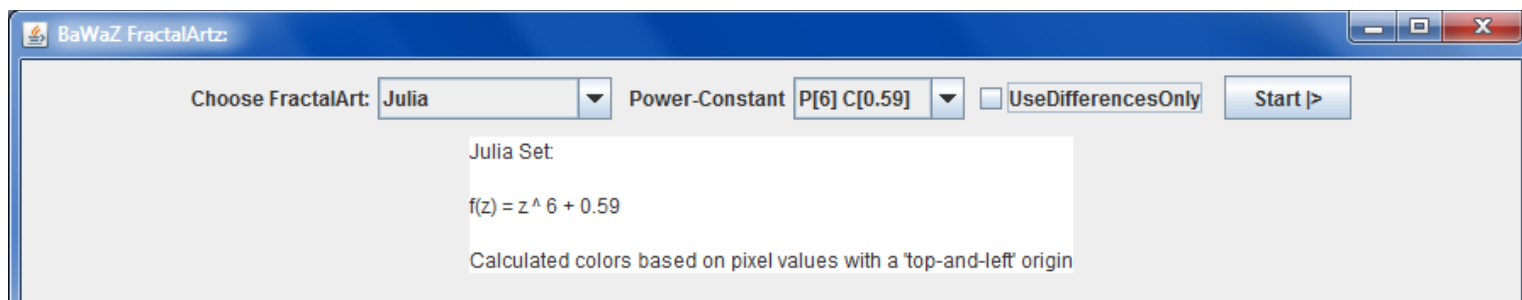 BaWaZ FractalArtz:
Choose FractalArt: Julia Power-Constant P[6] C[0.59] UseDifferencesOnly Start |>
Julia Set:
f(z) = z ^ 6 + 0.59
Calculated colors based on pixel values with a 'top-and-left' origin